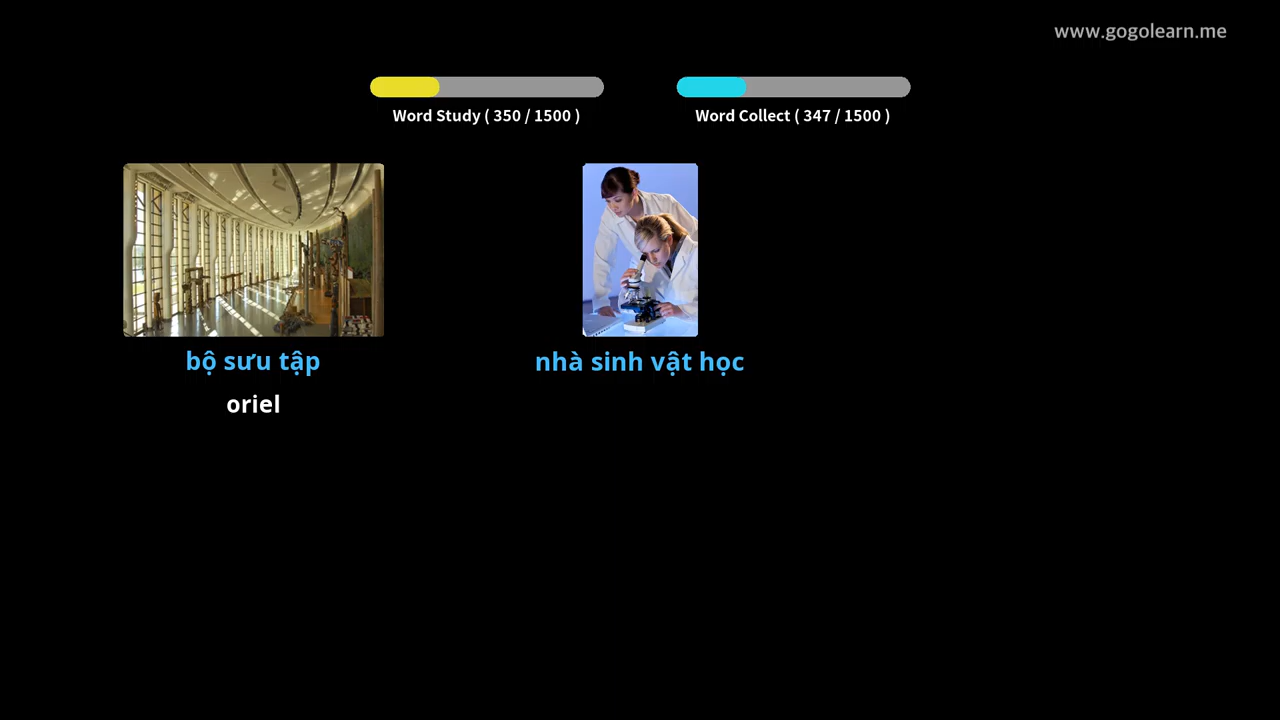 www.gogolearn.me
Word Study ( 350 / 1500 )
Word Collect ( 347 / 1500 )
bộ sưu tập
oriel
nhà sinh vật học